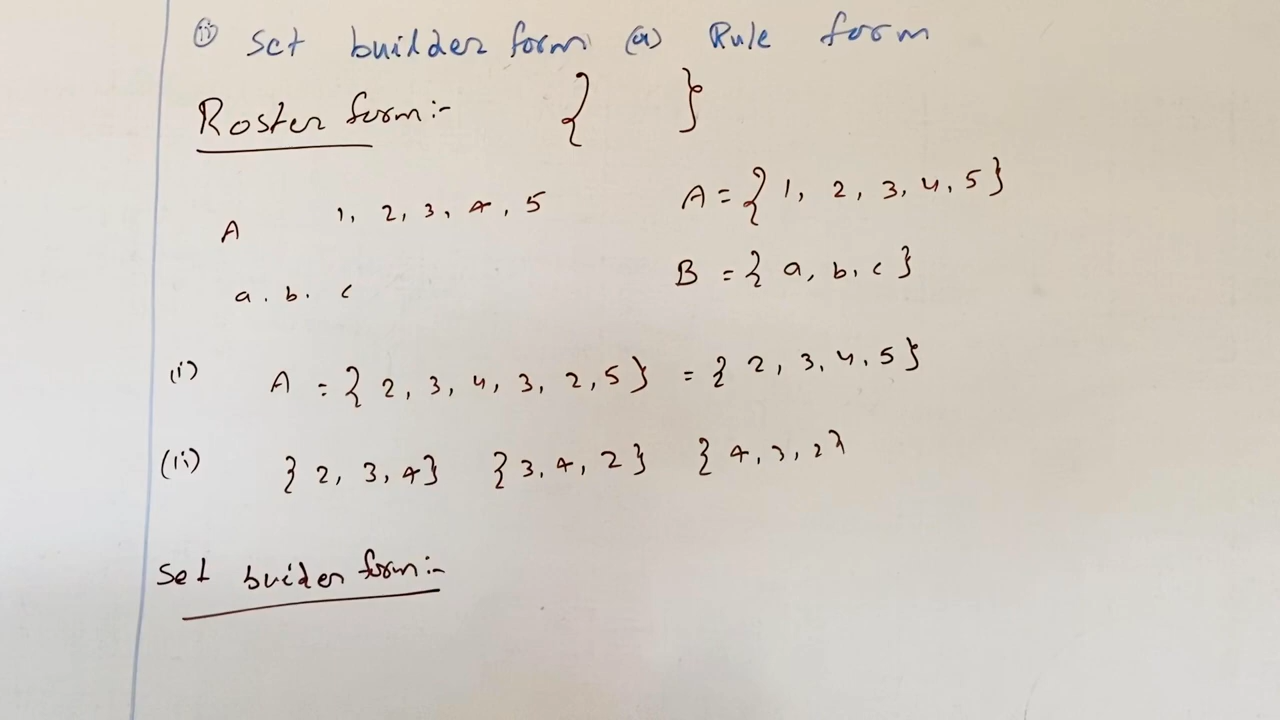 (ii) Set builder form (or) Rule form
Roster form:- { }
A 1, 2, 3, 4, 5 A = { 1, 2, 3, 4, 5 }
a. b. c B = { a, b, c }
(i) A = { 2, 3, 4, 3, 2, 5 } = { 2, 3, 4, 5 }
(ii) { 2, 3, 4 } { 3, 4, 2 } { 4, 3, 2 }
Set buider form:-